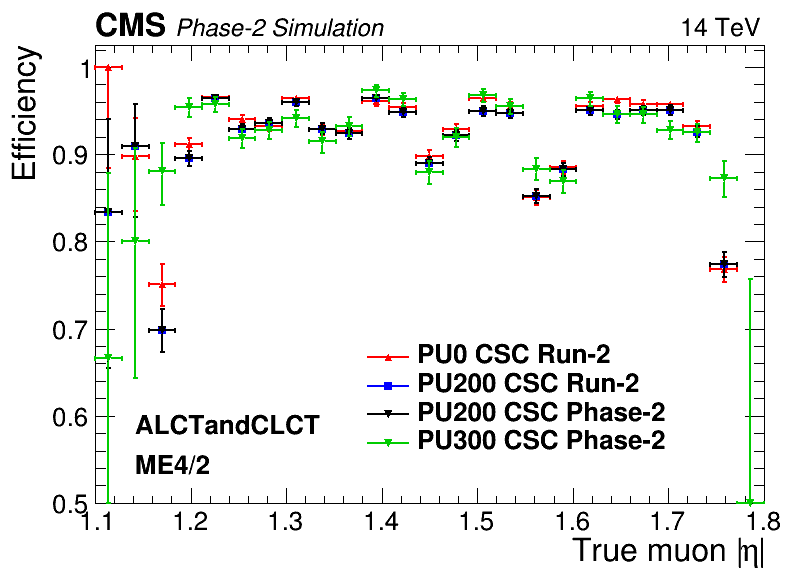 CMS Phase-2 Simulation 14 TeV
Efficiency
1
0.9
0.8
0.7
0.6
0.5
PU0 CSC Run-2
PU200 CSC Run-2
PU200 CSC Phase-2
PU300 CSC Phase-2
ALCTandCLCT
ME4/2
1.1 1.2 1.3 1.4 1.5 1.6 1.7 1.8
True muon |η|